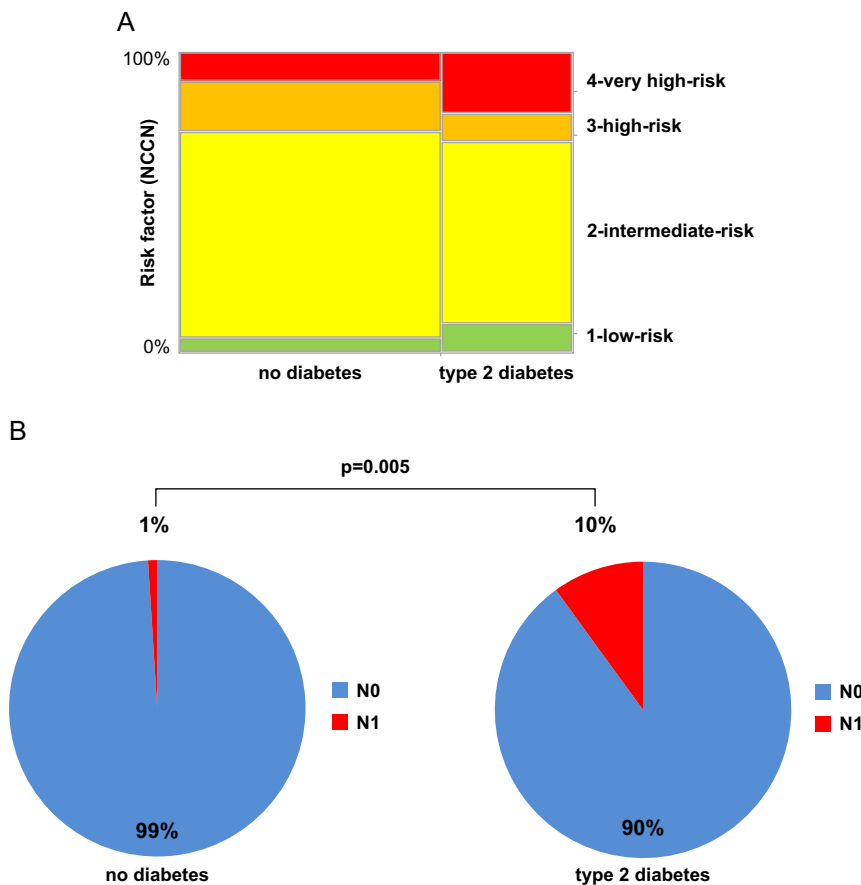 A
100%
Risk factor (NCCN)
0%
4-very high-risk
3-high-risk
2-intermediate-risk
1-low-risk
no diabetes
type 2 diabetes
B
p=0.005
1%
10%
N0
N1
N0
N1
99%
90%
no diabetes
type 2 diabetes